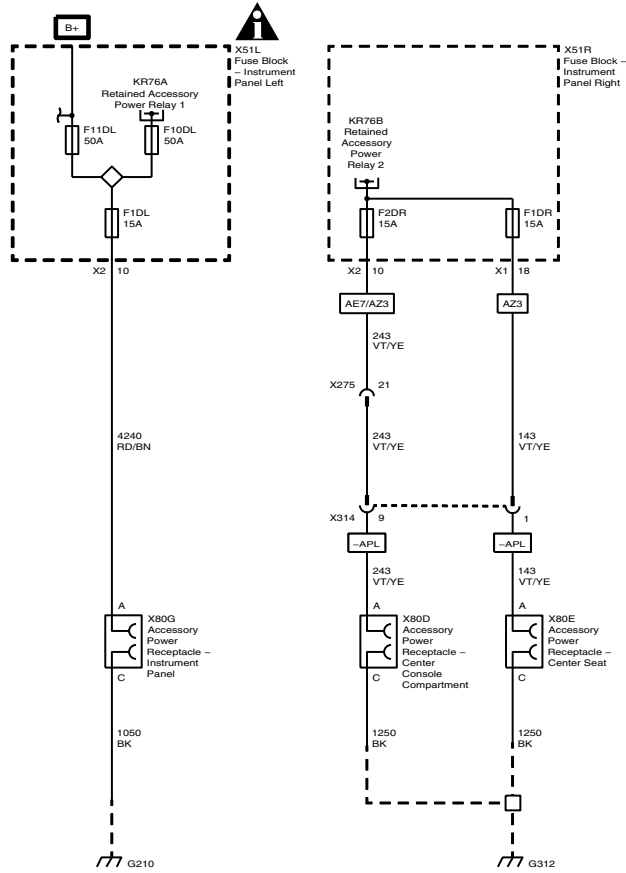 B+
X51L
Fuse Block
– Instrument
Panel Left
KR76A
Retained Accessory
Power Relay 1
F11DL
50A
F10DL
50A
F1DL
15A
X2 10
X51R
Fuse Block –
Instrument
Panel Right
KR76B
Retained
Accessory
Power
Relay 2
F2DR
15A
F1DR
15A
X2 10
X1 18
AE7/AZ3
AZ3
243
VT/YE
X275 21
4240
RD/BN
243
VT/YE
143
VT/YE
X314 9
1
–APL
–APL
243
VT/YE
143
VT/YE
A
X80G
Accessory
Power
Receptacle –
Instrument
Panel
C
A
X80D
Accessory
Power
Receptacle –
Center
Console
Compartment
C
A
X80E
Accessory
Power
Receptacle –
Center Seat
C
1050
BK
1250
BK
1250
BK
G210
G312